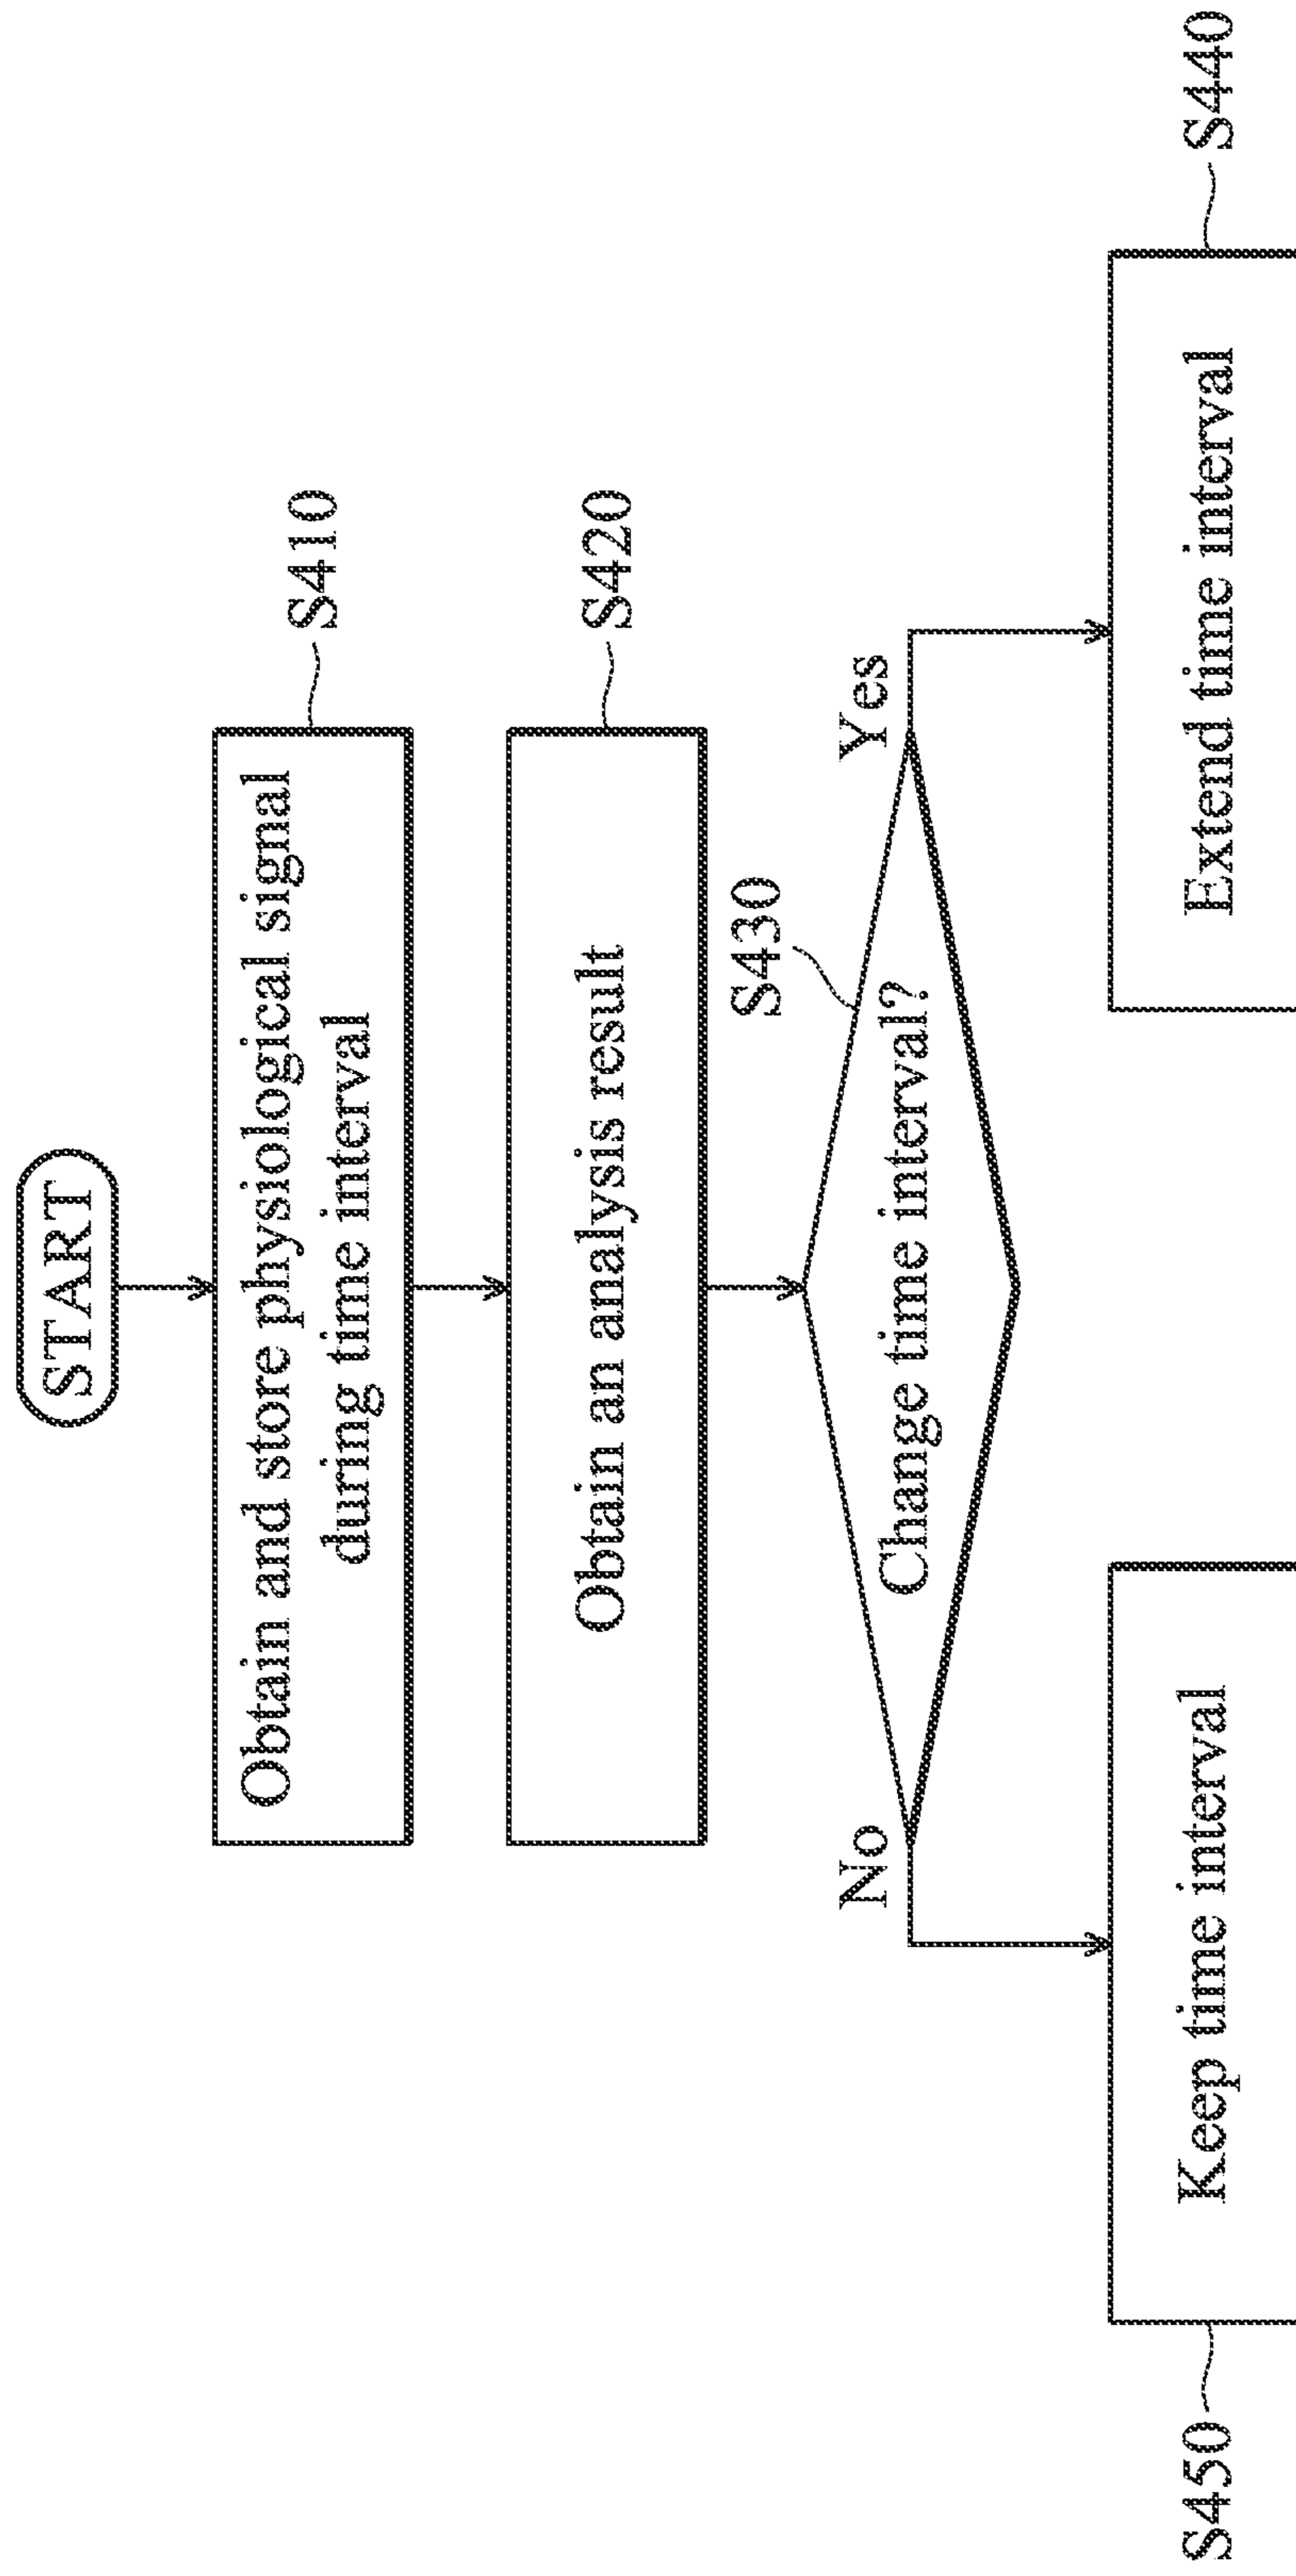 START
Obtain and store physiological signal
during time interval
S410
Obtain an analysis result
S420
S430
Change time interval?
No
Yes
Keep time interval
S450
Extend time interval
S440